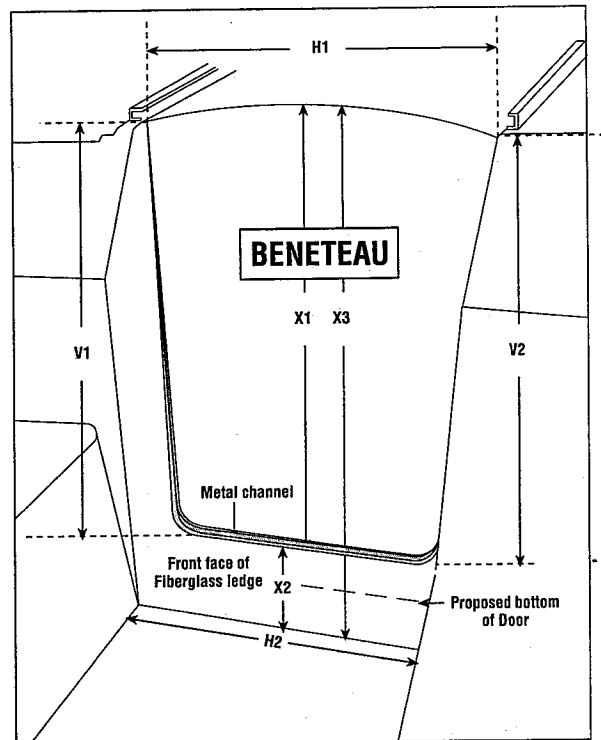 H1
BENETEAU
X1
X3
V1
V2
Metal channel
Front face of
Fiberglass ledge
X2
Proposed bottom
of Door
H2